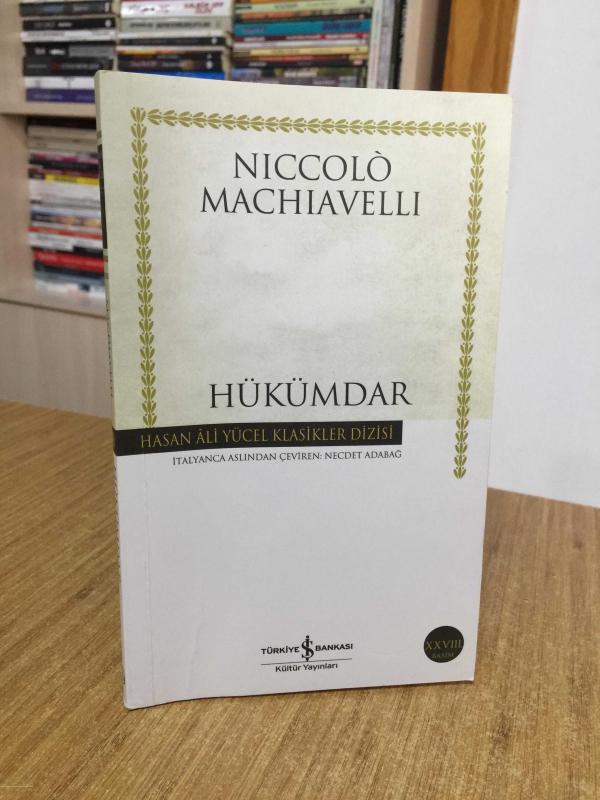 NICCOLÒ
MACHIAVELLI
HÜKÜMDAR
HASAN ÂLİ YÜCEL KLASİKLER DİZİSİ
İTALYANCA ASLINDAN ÇEVİREN: NECDET ADABAĞ
XXVIII
BASIM
TÜRKİYE İŞ BANKASI
Kültür Yayınları